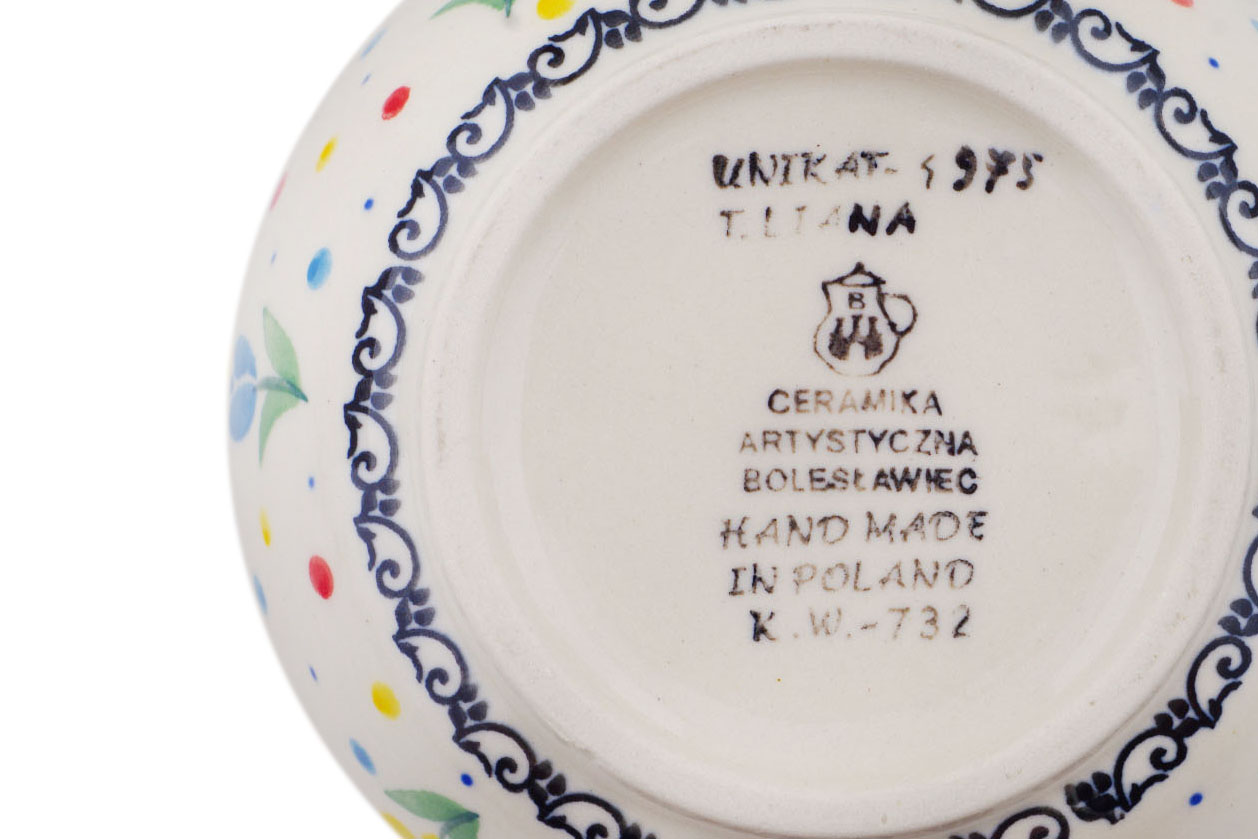 UNIKAT- 1975
T. LIANA
B
CERAMIKA
ARTYSTYCZNA
BOLESŁAWIEC
HAND MADE
IN POLAND
K.W.-732